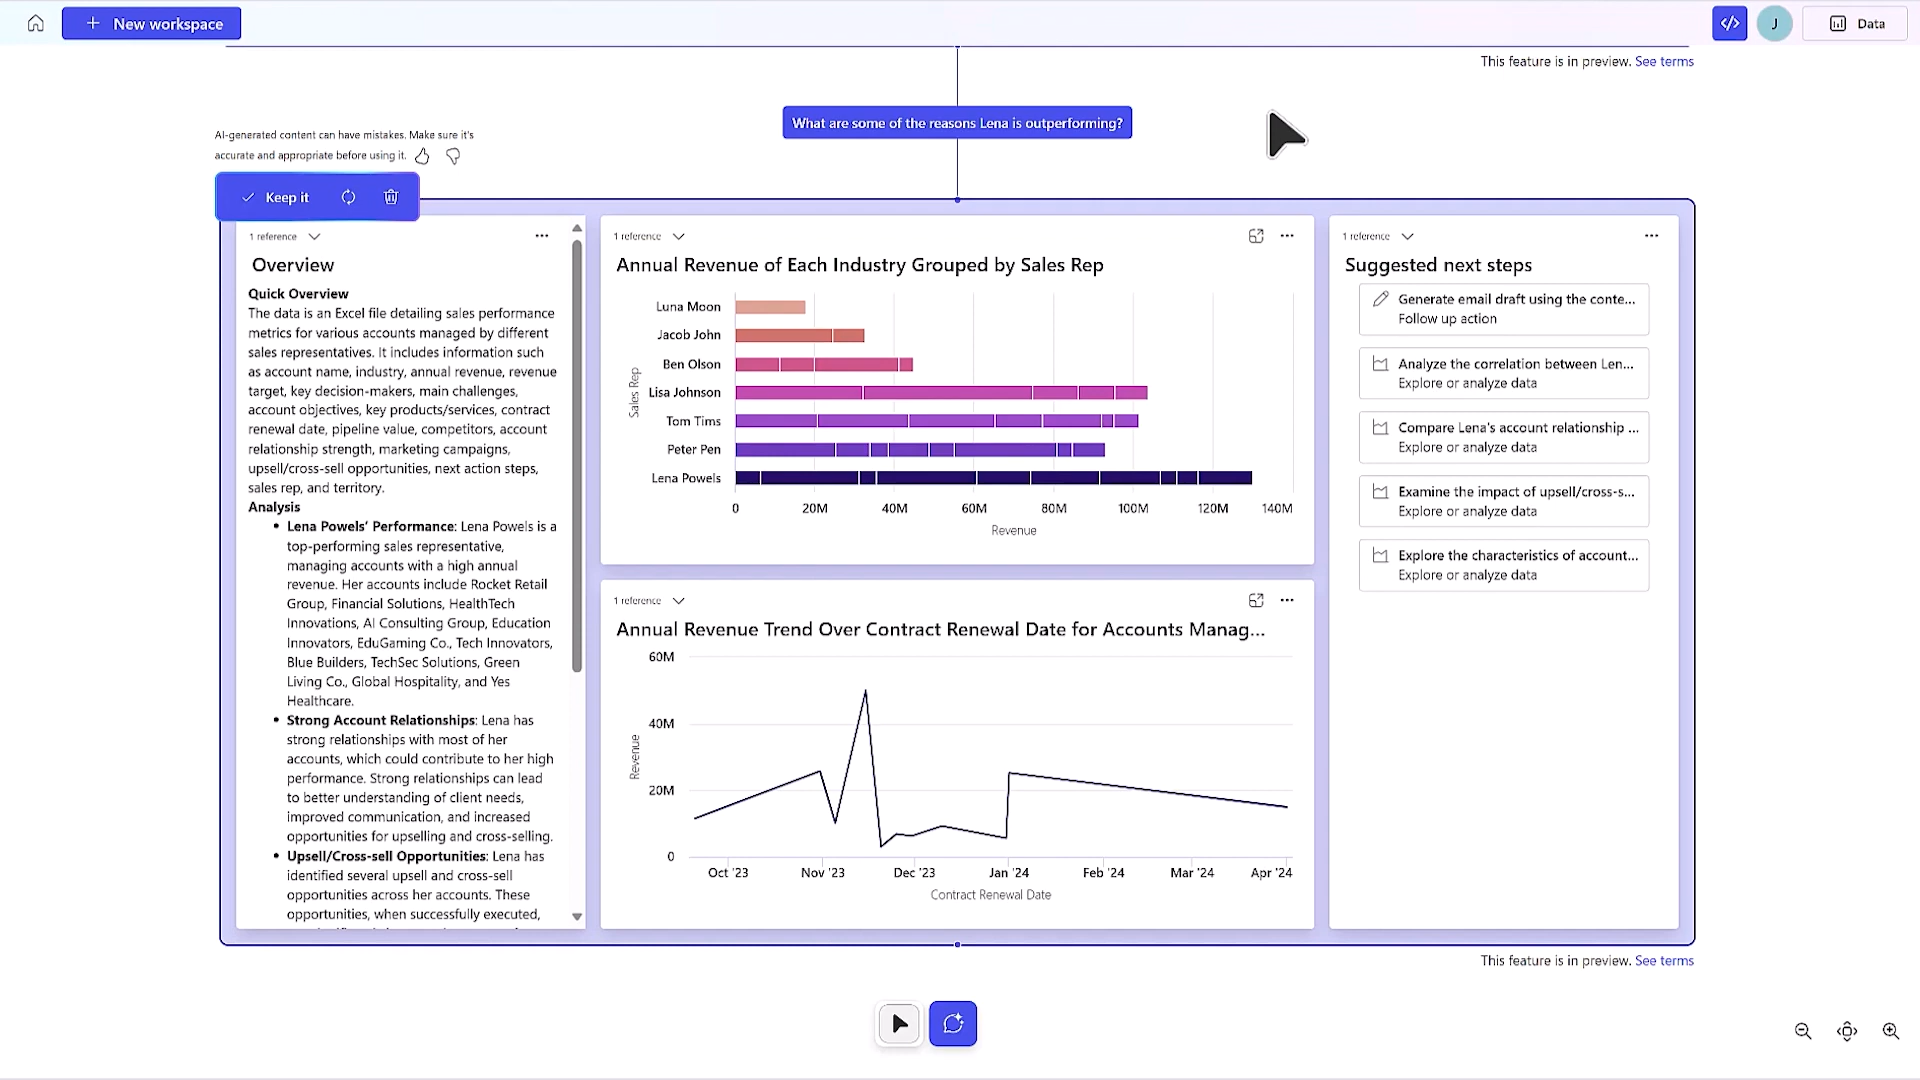 New workspace
J
Data
This feature is in preview. See terms
What are some of the reasons Lena is outperforming?
AI-generated content can have mistakes. Make sure it's
accurate and appropriate before using it.
Keep it
1 reference
Overview
Quick Overview
The data is an Excel file detailing sales performance
metrics for various accounts managed by different
sales representatives. It includes information such
as account name, industry, annual revenue, revenue
target, key decision-makers, main challenges,
account objectives, key products/services, contract
renewal date, pipeline value, competitors, account
relationship strength, marketing campaigns,
upsell/cross-sell opportunities, next action steps,
sales rep, and territory.
Analysis
• Lena Powels' Performance: Lena Powels is a
top-performing sales representative,
managing accounts with a high annual
revenue. Her accounts include Rocket Retail
Group, Financial Solutions, HealthTech
Innovations, AI Consulting Group, Education
Innovators, EduGaming Co., Tech Innovators,
Blue Builders, TechSec Solutions, Green
Living Co., Global Hospitality, and Yes
Healthcare.
• Strong Account Relationships: Lena has
strong relationships with most of her
accounts, which could contribute to her high
performance. Strong relationships can lead
to better understanding of client needs,
improved communication, and increased
opportunities for upselling and cross-selling.
• Upsell/Cross-sell Opportunities: Lena has
identified several upsell and cross-sell
opportunities across her accounts. These
opportunities, when successfully executed,
1 reference
Annual Revenue of Each Industry Grouped by Sales Rep
Sales Rep
Luna Moon
Jacob John
Ben Olson
Lisa Johnson
Tom Tims
Peter Pen
Lena Powels
0 20M 40M 60M 80M 100M 120M 140M
Revenue
1 reference
Annual Revenue Trend Over Contract Renewal Date for Accounts Manag...
Revenue
60M
40M
20M
0
Oct '23 Nov '23 Dec '23 Jan '24 Feb '24 Mar '24 Apr '24
Contract Renewal Date
1 reference
Suggested next steps
Generate email draft using the conte...
Follow up action
Analyze the correlation between Len...
Explore or analyze data
Compare Lena's account relationship ...
Explore or analyze data
Examine the impact of upsell/cross-s...
Explore or analyze data
Explore the characteristics of account...
Explore or analyze data
This feature is in preview. See terms